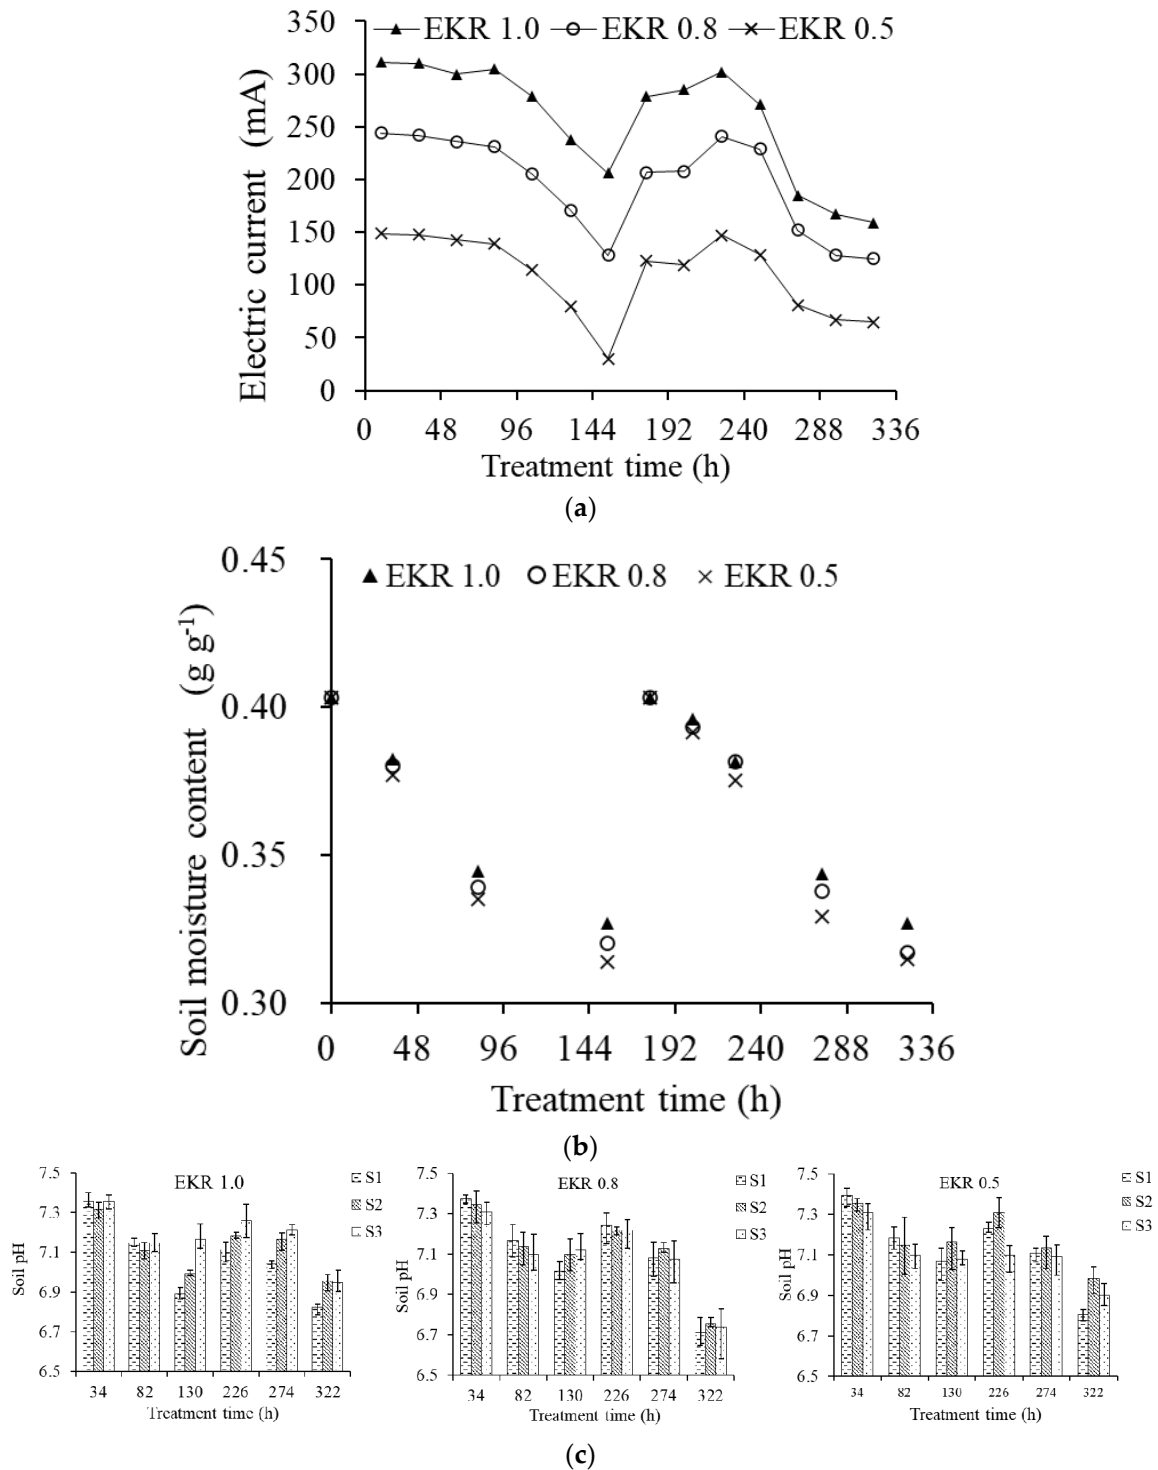 350
EKR 1.0 EKR 0.8 EKR 0.5
300
250
200
150
100
50
0
Electric current (mA)
0 48 96 144 192 240 288 336
Treatment time (h)
(a)
0.45
EKR 1.0 EKR 0.8 EKR 0.5
0.40
0.35
0.30
Soil moisture content (g g-1)
0 48 96 144 192 240 288 336
Treatment time (h)
(b)
7.5
7.3
7.1
6.9
6.7
6.5
Soil pH
EKR 1.0
S1
S2
S3
34 82 130 226 274 322
Treatment time (h)
7.5
7.3
7.1
6.9
6.7
6.5
Soil pH
EKR 0.8
S1
S2
S3
34 82 130 226 274 322
Treatment time (h)
7.5
7.3
7.1
6.9
6.7
6.5
Soil pH
EKR 0.5
S1
S2
S3
34 82 130 226 274 322
Treatment time (h)
(c)